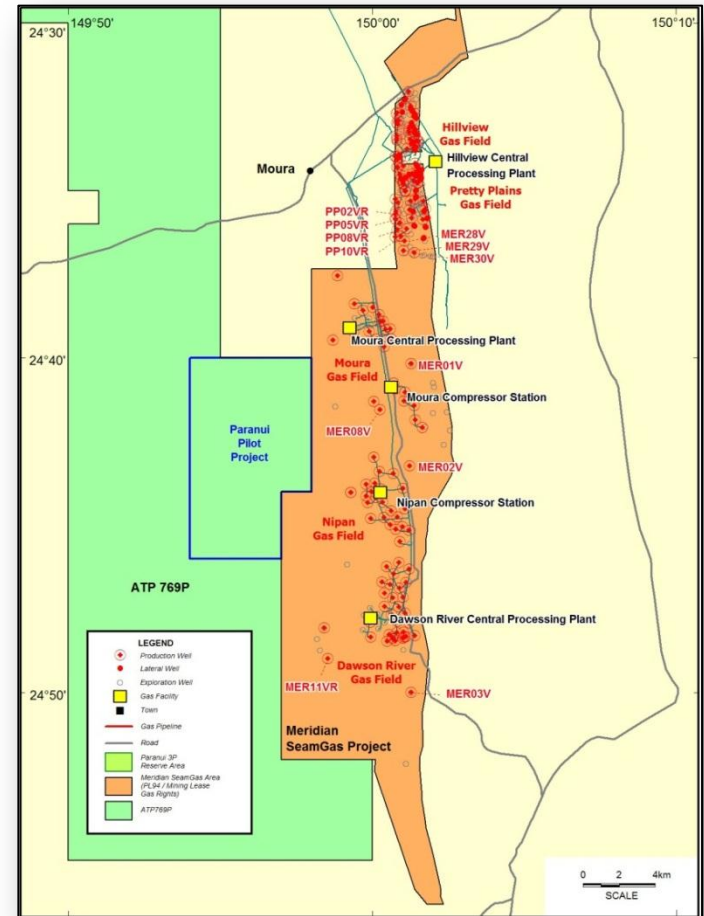 149°50'
150°00'
150°10'
24°30'
Hillview
Gas Field
Hillview Central
Processing Plant
Moura
Pretty Plains
Gas Field
PP02VR
PP05VR
PP08VR
PP10VR
MER28V
MER29V
MER30V
24°40'
Moura Central Processing Plant
Moura
Gas Field
MER01V
Moura Compressor Station
Paranui
Pilot
Project
MER08V
MER02V
Nipan Compressor Station
Nipan
Gas Field
ATP 769P
Dawson River Central Processing Plant
Dawson River
Gas Field
MER11VR
MER03V
24°50'
Meridian
SeamGas Project
LEGEND
Production Well
Lateral Well
Exploration Well
Gas Facility
Town
Gas Pipeline
Road
Paranui 3P
Reserve Area
Meridian SeamGas Area
(PL94 / Mining Lease
Gas Rights)
ATP769P
0 2 4km
SCALE